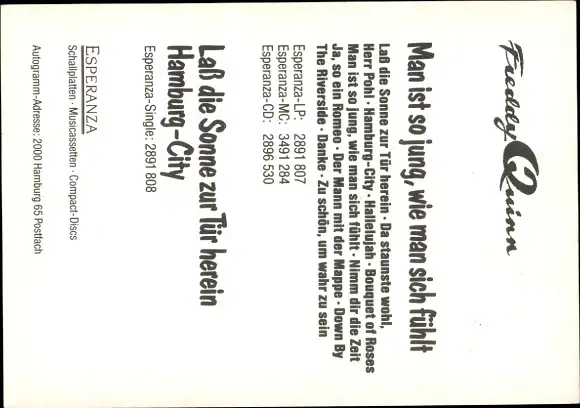 Freddy Quinn
Man ist so jung, wie man sich fühlt
Laß die Sonne zur Tür herein · Da staunste wohl,
Herr Pohl · Hamburg-City · Hallelujah · Bouquet of Roses
Man ist so jung, wie man sich fühlt · Nimm dir die Zeit
Ja, so ein Romeo · Der Mann mit der Mappe · Down By
The Riverside · Danke · Zu schön, um wahr zu sein
Esperanza-LP: 2891 807
Esperanza-MC: 3491 284
Esperanza-CD: 2896 530
Laß die Sonne zur Tür herein
Hamburg-City
Esperanza-Single: 2891 808
ESPERANZA
Schallplatten · Musicassetten · Compact-Discs
Autogramm-Adresse: 2000 Hamburg 65 Postfach